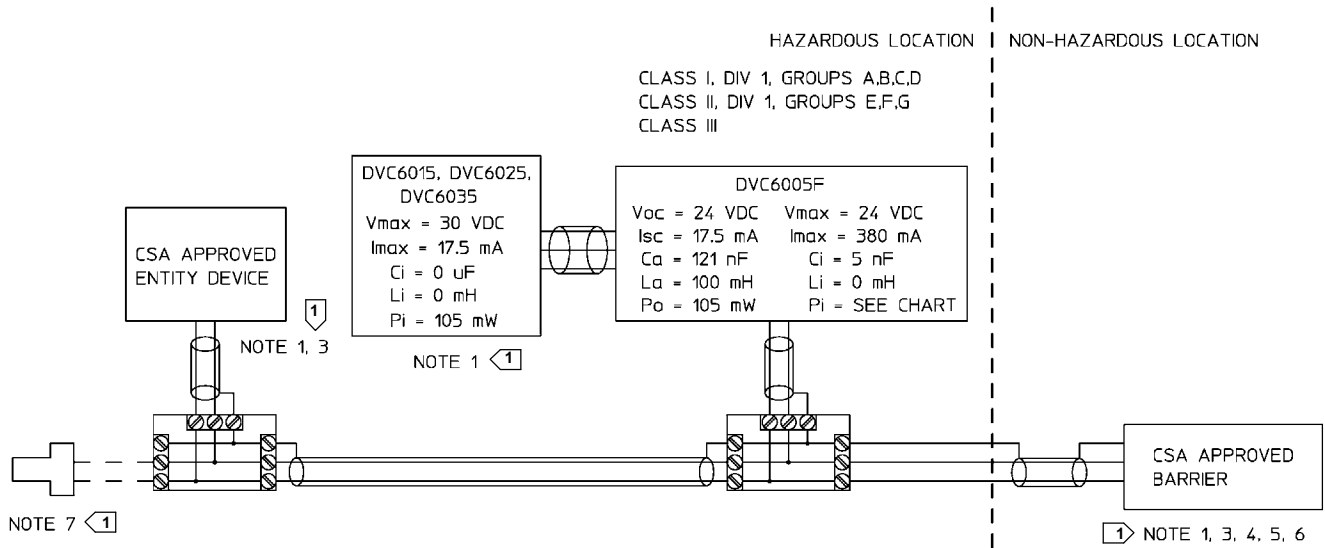 HAZARDOUS LOCATION
NON-HAZARDOUS LOCATION
CLASS I, DIV 1, GROUPS A,B,C,D
CLASS II, DIV 1, GROUPS E,F,G
CLASS III
DVC6015, DVC6025,
DVC6035
Vmax = 30 VDC
Imax = 17.5 mA
Ci = 0 uF
Li = 0 mH
Pi = 105 mW
NOTE 1
1
DVC6005F
Voc = 24 VDC Vmax = 24 VDC
Isc = 17.5 mA Imax = 380 mA
Ca = 121 nF Ci = 5 nF
La = 100 mH Li = 0 mH
Po = 105 mW Pi = SEE CHART
CSA APPROVED
ENTITY DEVICE
1
NOTE 1, 3
CSA APPROVED
BARRIER
NOTE 7 1
1 NOTE 1, 3, 4, 5, 6